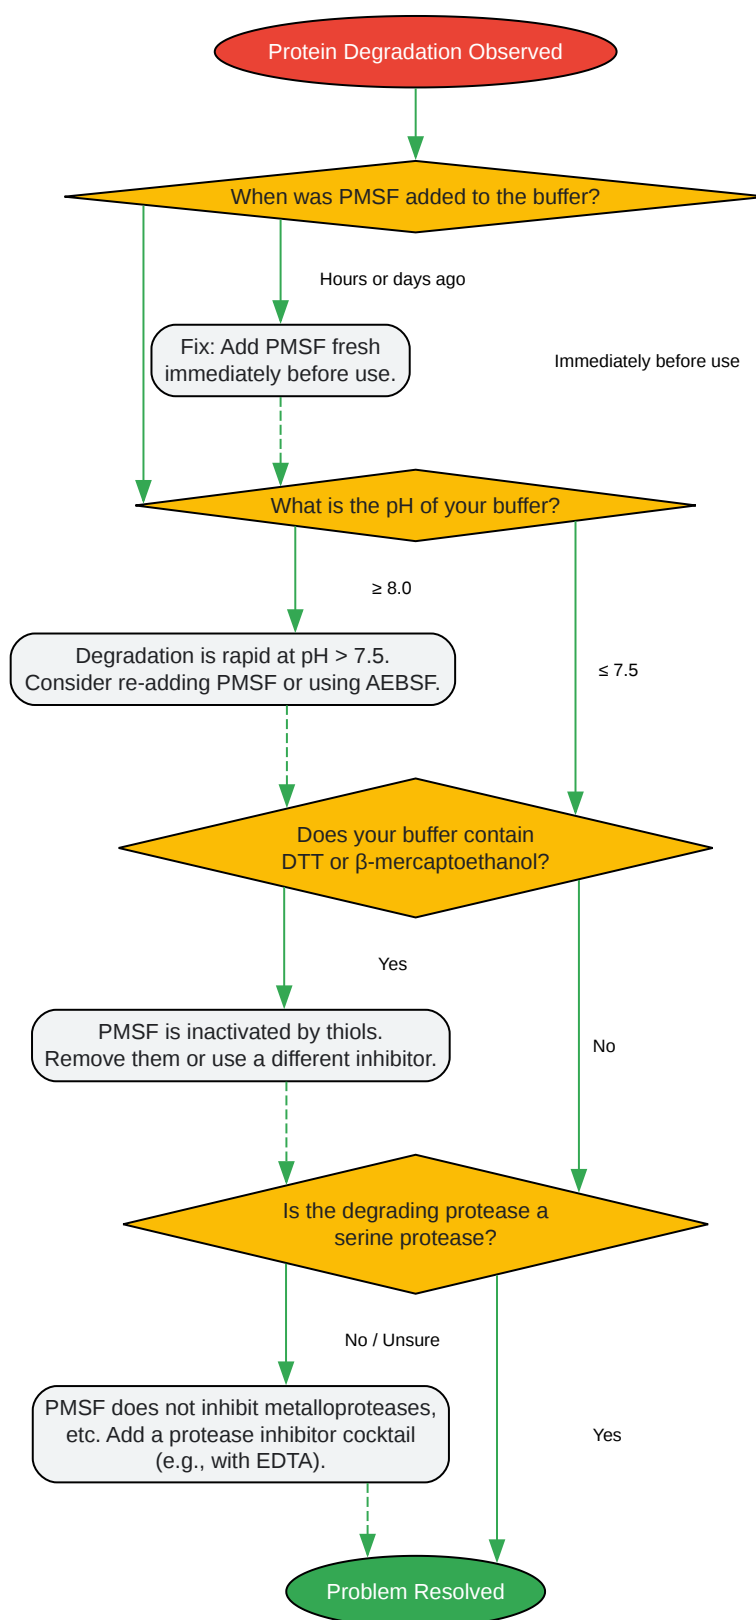 Protein Degradation Observed
When was PMSF added to the buffer?
Hours or days ago
Fix: Add PMSF fresh
immediately before use.
Immediately before use
What is the pH of your buffer?
≥ 8.0
Degradation is rapid at pH > 7.5.
Consider re-adding PMSF or using AEBSF.
≤ 7.5
Does your buffer contain
DTT or β-mercaptoethanol?
Yes
PMSF is inactivated by thiols.
Remove them or use a different inhibitor.
No
Is the degrading protease a
serine protease?
No / Unsure
PMSF does not inhibit metalloproteases,
etc. Add a protease inhibitor cocktail
(e.g., with EDTA).
Yes
Problem Resolved